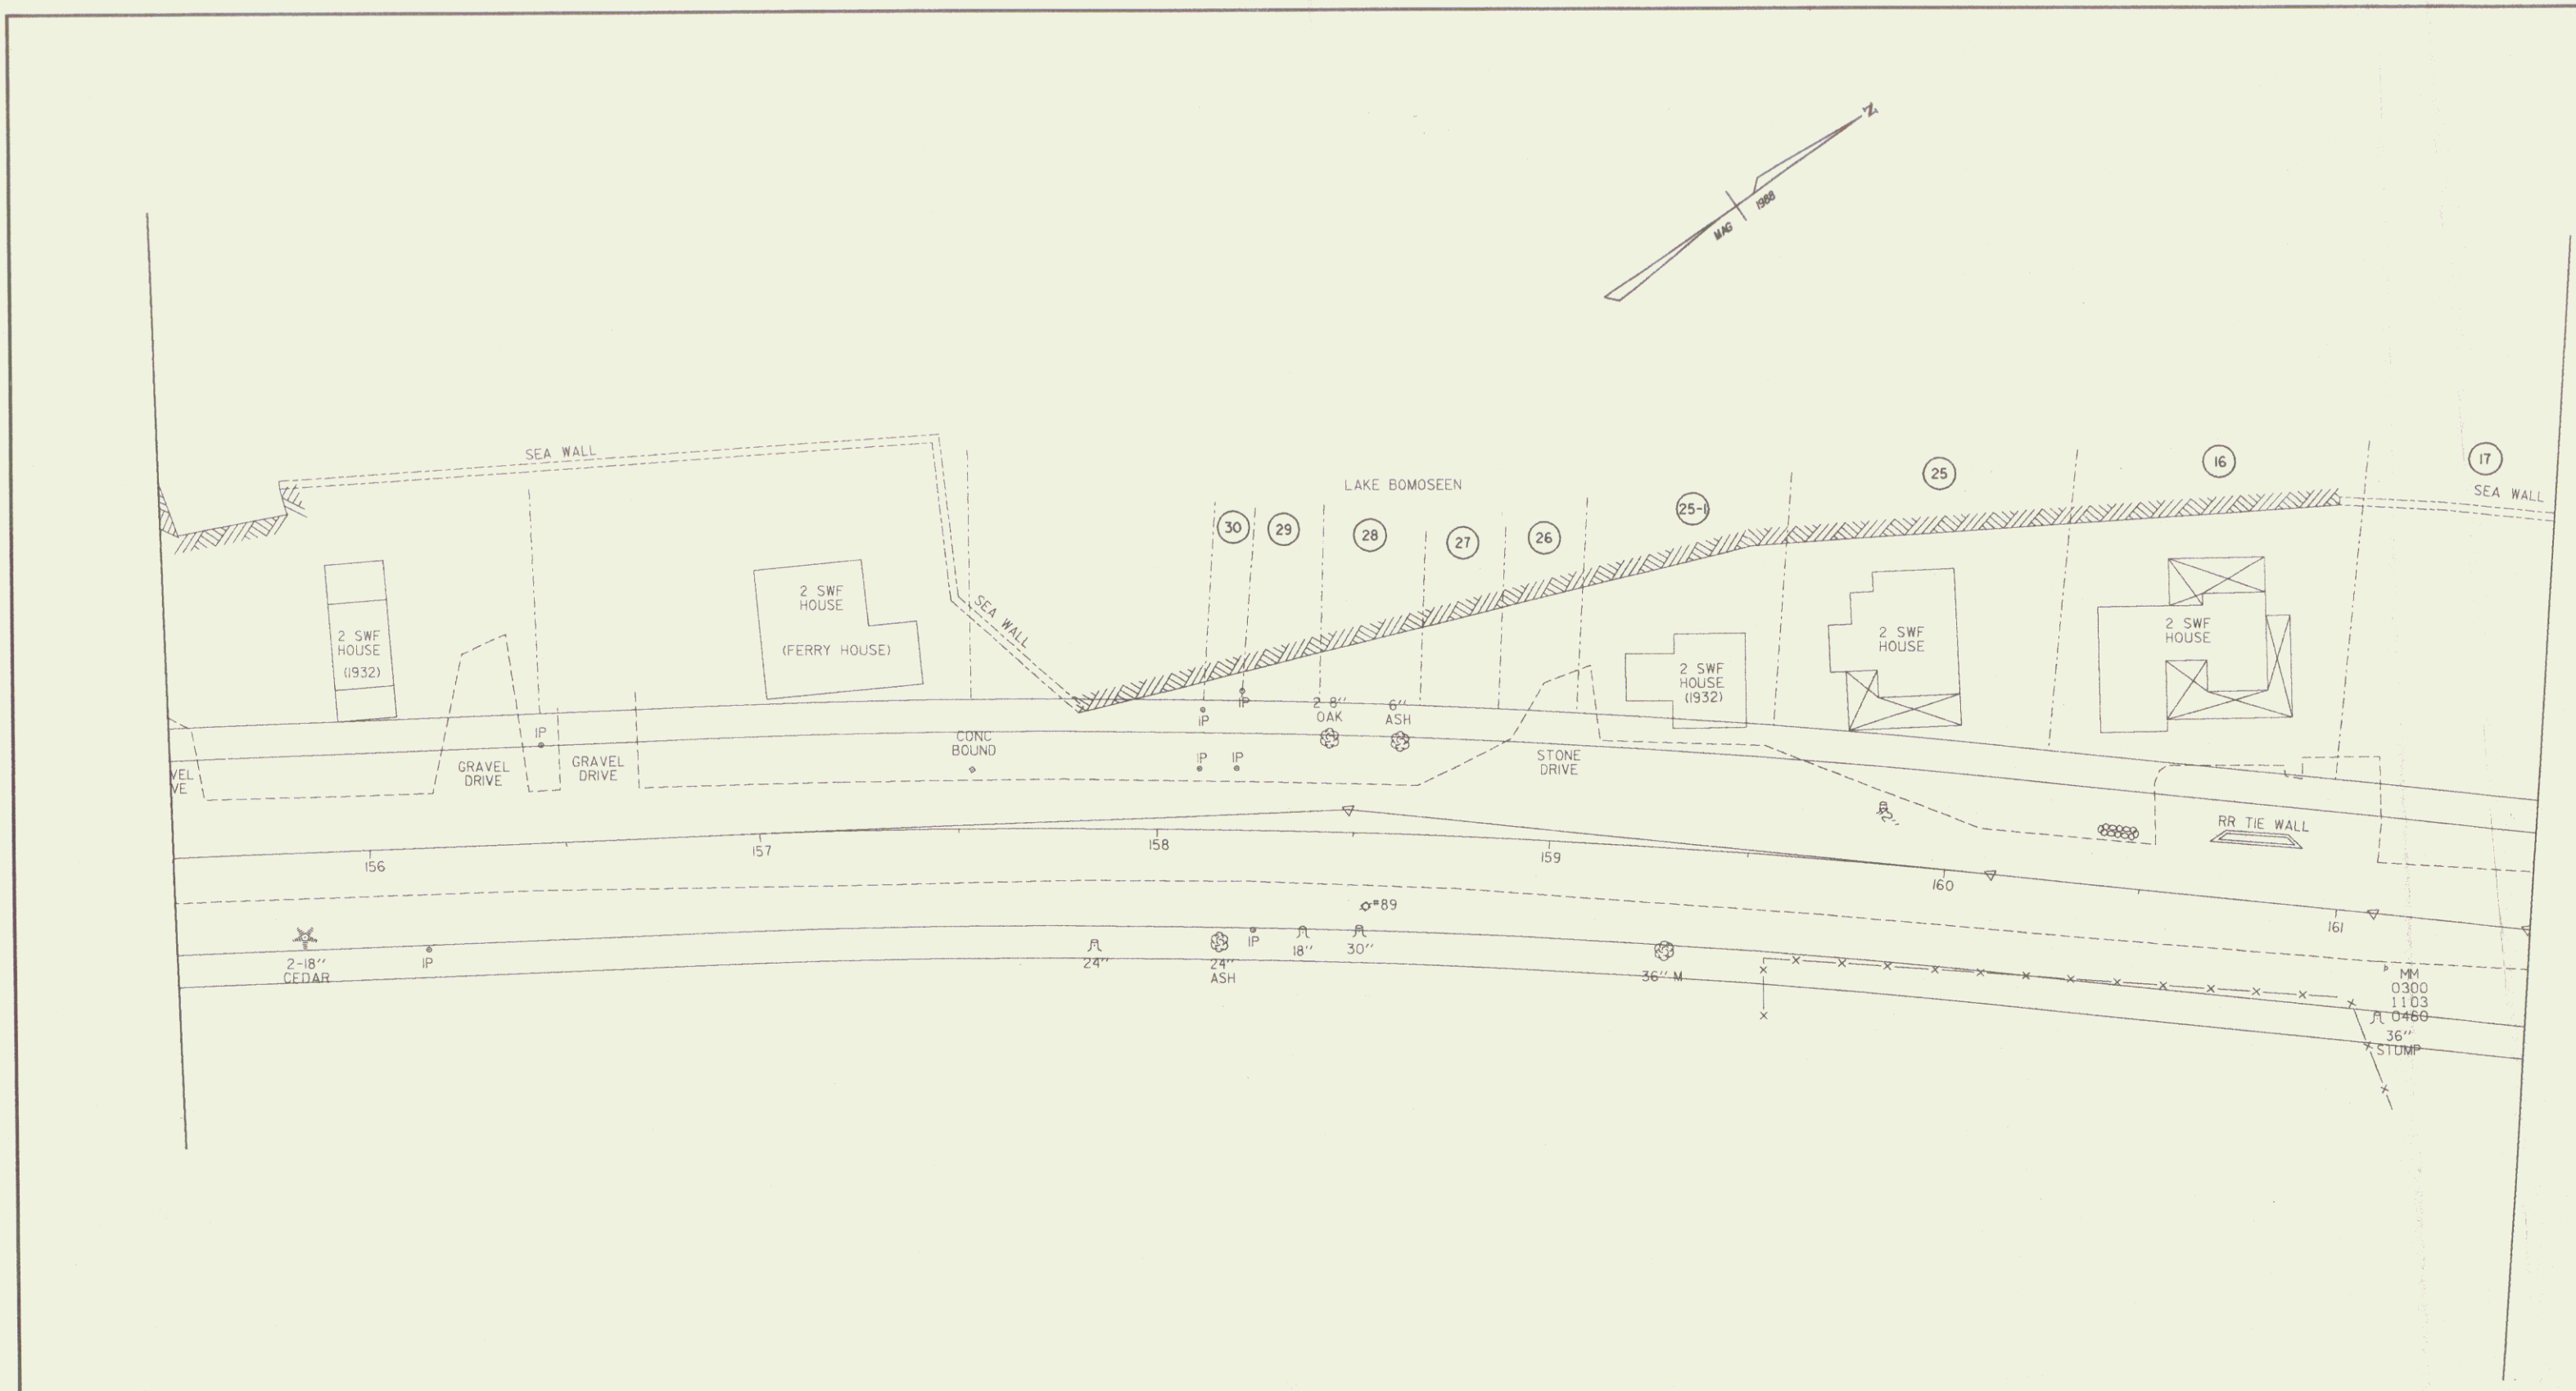 N
MAG 1988
SEA WALL
LAKE BOMOSEEN
30
29
28
27
26
25-1
25
16
17
SEA WALL
SEA WALL
2 SWF
HOUSE
(1932)
2 SWF
HOUSE
(FERRY HOUSE)
2 SWF
HOUSE
(1932)
2 SWF
HOUSE
2 SWF
HOUSE
IP
IP
2 8''
OAK
6''
ASH
VEL
VE
GRAVEL
DRIVE
IP
GRAVEL
DRIVE
CONC
BOUND
IP
IP
STONE
DRIVE
RR TIE WALL
156
157
158
159
160
161
#89
2-18''
CEDAR
IP
24''
24''
ASH
IP
18''
30''
36'' M
MM
0300
1103
0460
36''
STUMP